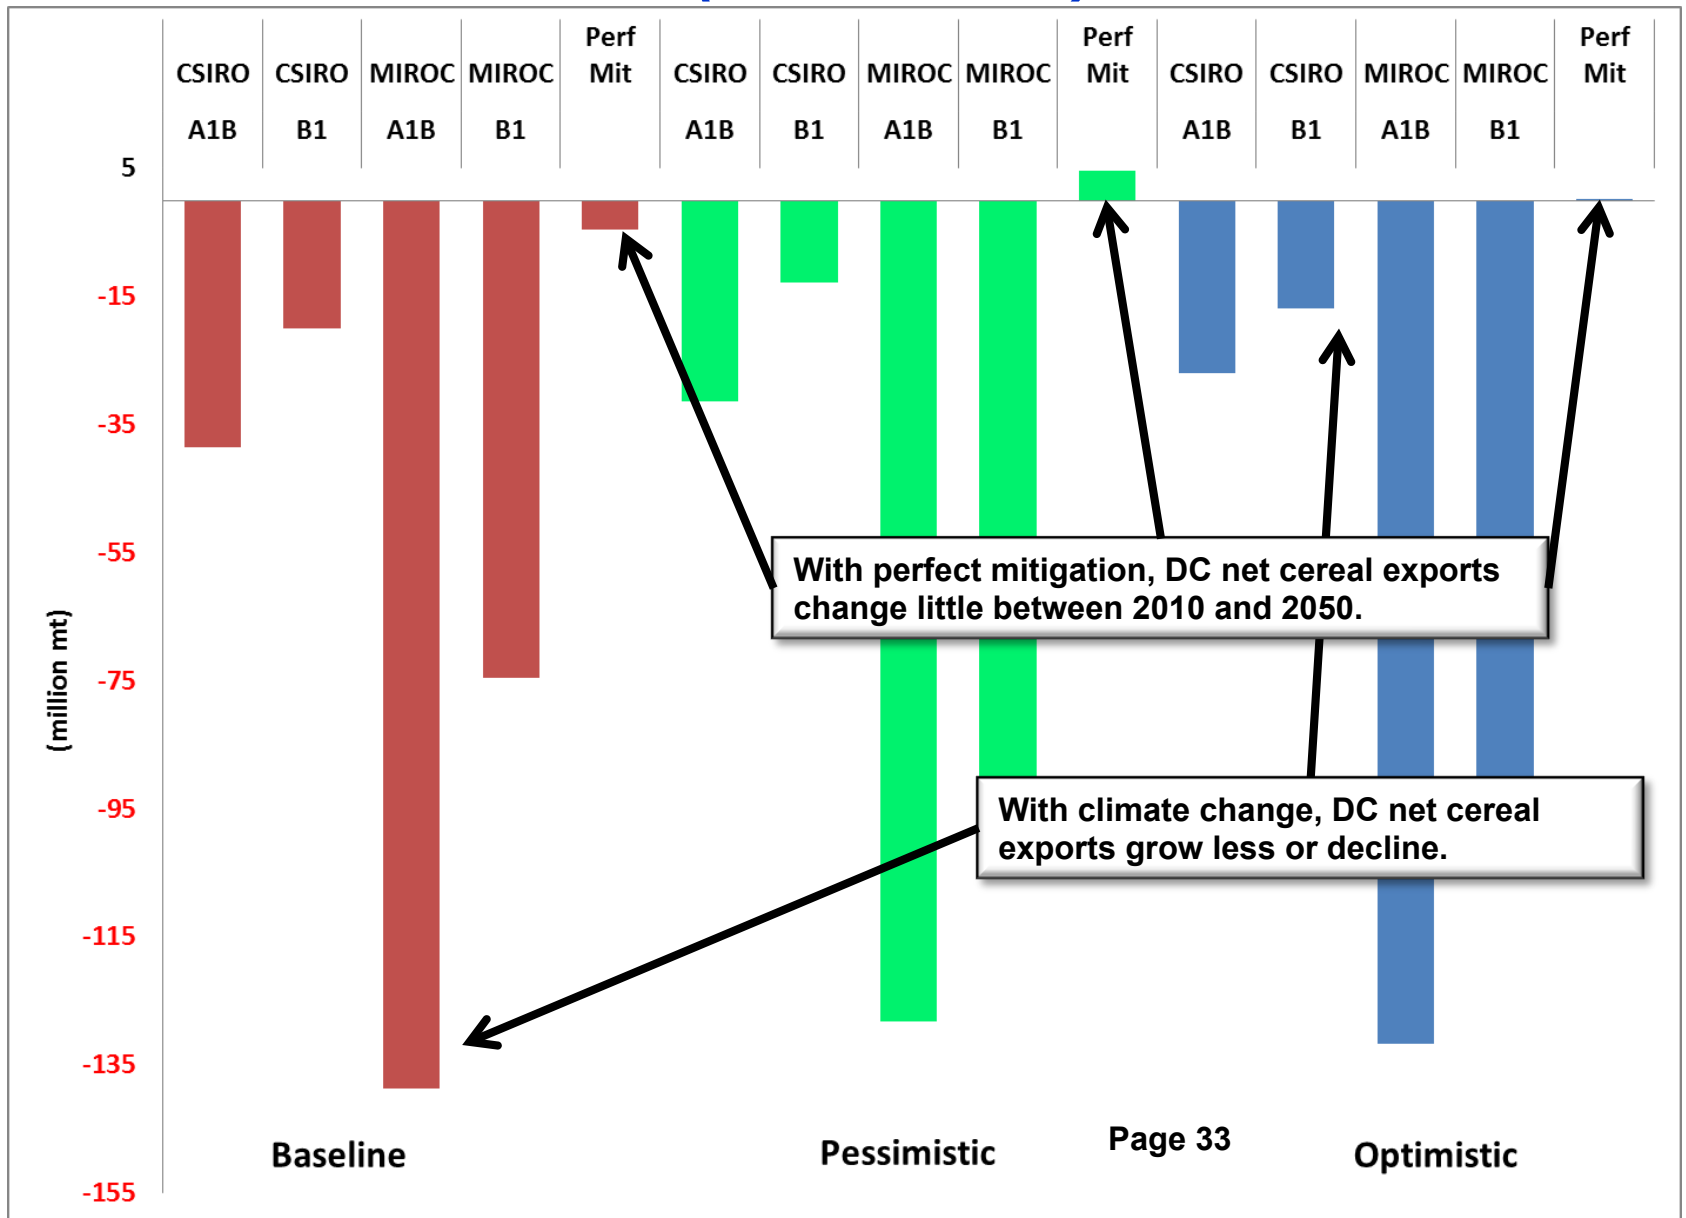 Perf Perf Perf
CSIRO CSIRO MIROC MIROC Mit CSIRO CSIRO MIROC MIROC Mit CSIRO CSIRO MIROC MIROC Mit
A1B B1 A1B B1 A1B B1 A1B B1 A1B B1 A1B B1
5
-15
-35
-55
With perfect mitigation, DC net cereal exports
change little between 2010 and 2050.
(million mt)
-75
-95
With climate change, DC net cereal
exports grow less or decline.
-115
-135
Baseline Pessimistic Page 33 Optimistic
-155